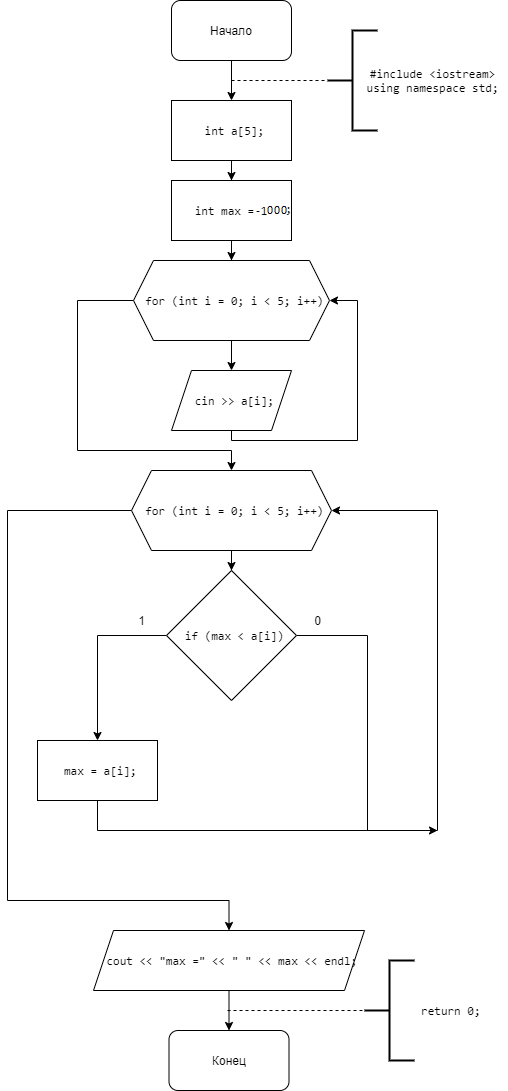 Начало
#include <iostream>
using namespace std;
int a[5];
int max =-1000;
for (int i = 0; i < 5; i++)
cin >> a[i];
for (int i = 0; i < 5; i++)
1
0
if (max < a[i])
max = a[i];
cout << "max =" << " " << max << endl;
return 0;
Конец